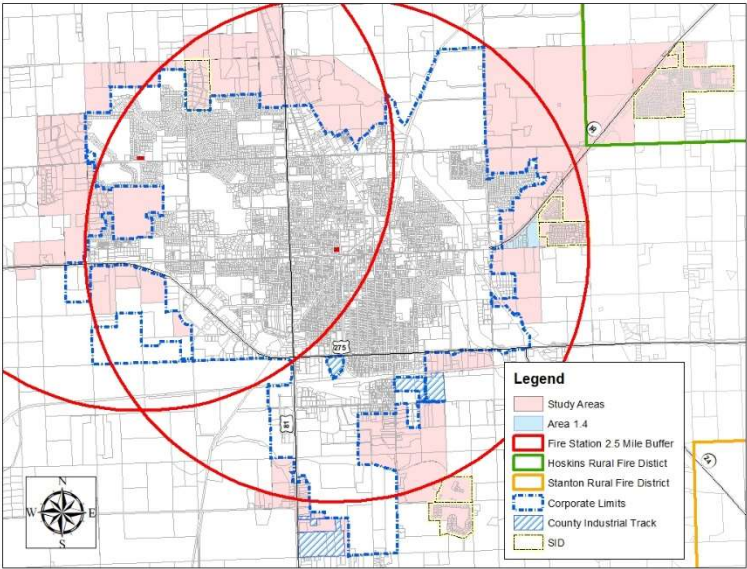 35
275
81
24
N
W
E
S
Legend
Study Areas
Area 1.4
Fire Station 2.5 Mile Buffer
Hoskins Rural Fire Distict
Stanton Rural Fire District
Corporate Limits
County Industrial Track
SID